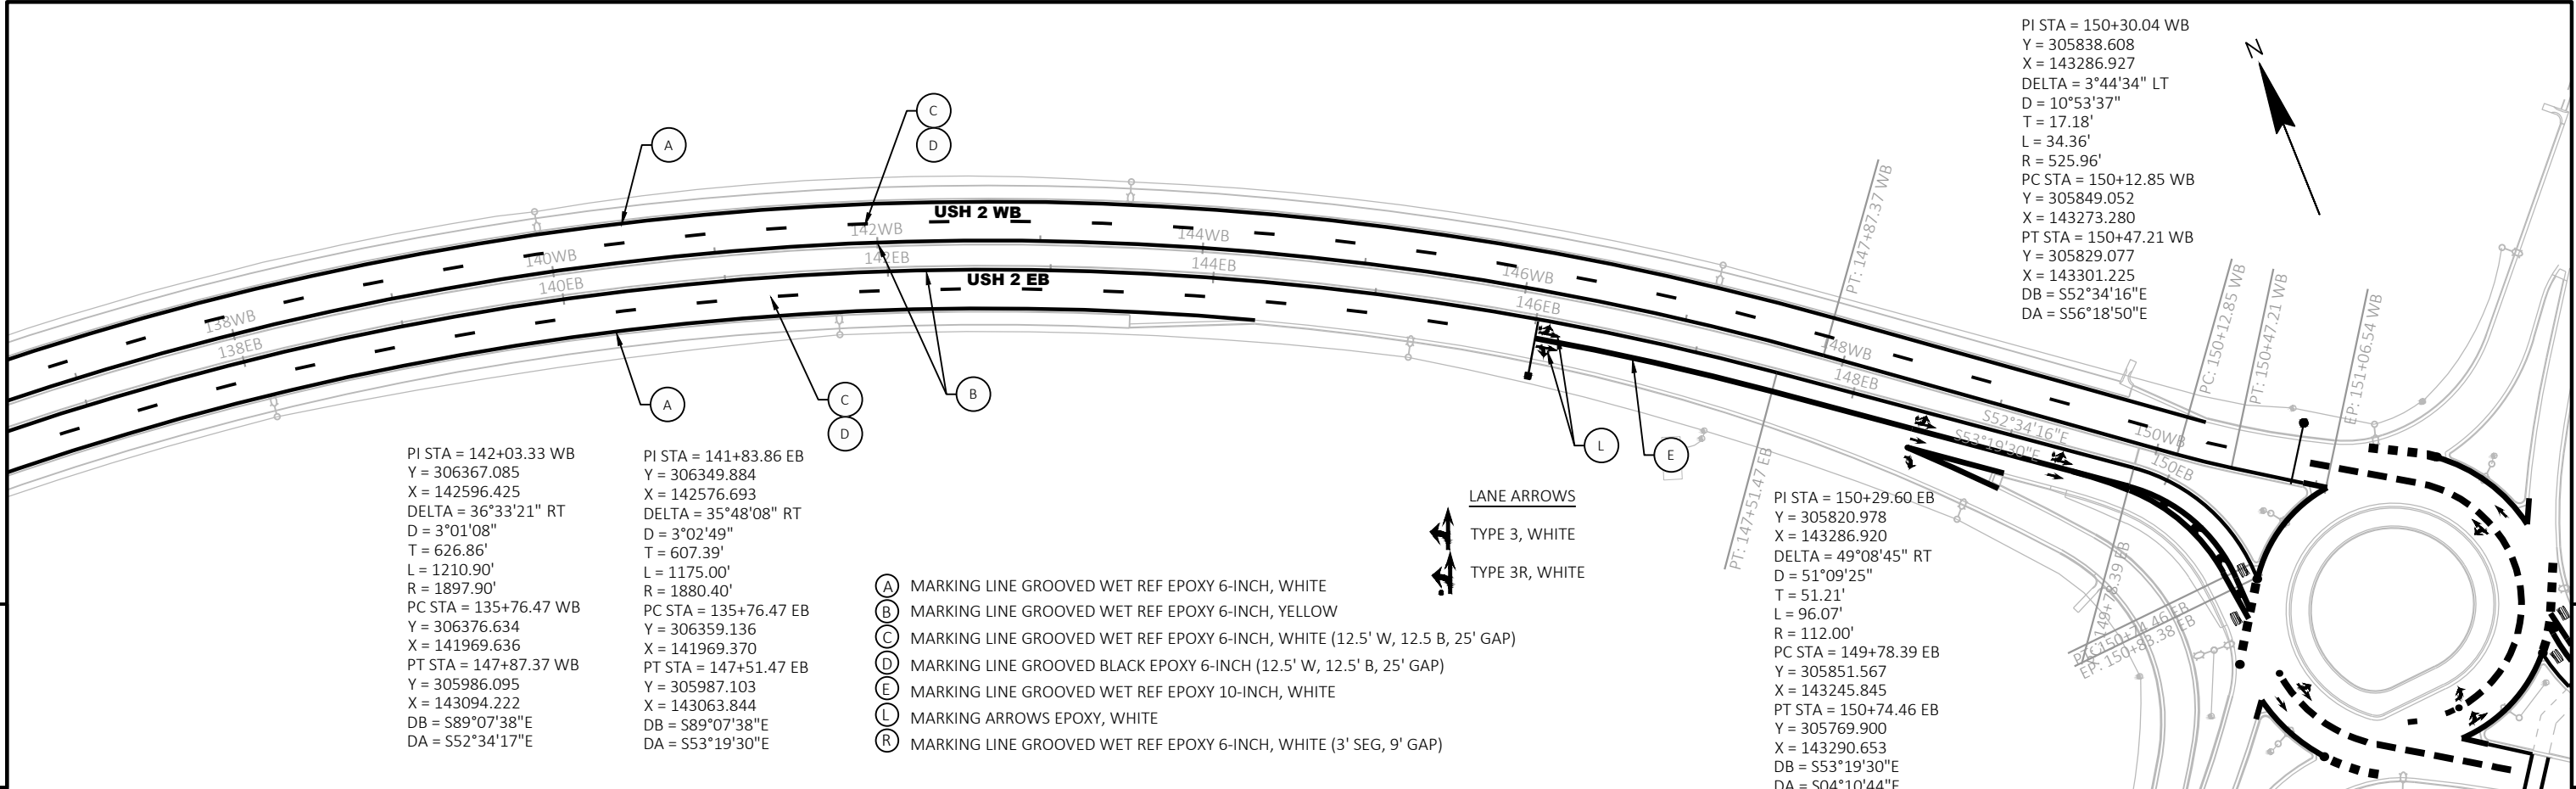 PI STA = 150+30.04 WB
Y = 305838.608
X = 143286.927
DELTA = 3°44'34" LT
D = 10°53'37"
T = 17.18'
L = 34.36'
R = 525.96'
PC STA = 150+12.85 WB
Y = 305849.052
X = 143273.280
PT STA = 150+47.21 WB
Y = 305829.077
X = 143301.225
DB = S52°34'16"E
DA = S56°18'50"E
N
A
C
D
USH 2 WB
138WB
140WB
142WB
144WB
146WB
148WB
150WB
USH 2 EB
138EB
140EB
142EB
144EB
146EB
148EB
150EB
PT: 147+87.37 WB
PC: 150+12.85 WB
PT: 150+47.21 WB
EP: 151+06.54 WB
S52°34'16"E
S53°19'30"E
PT: 147+51.47 EB
149+78.39 EB
150+74.46 EB
EP: 150+83.38 EB
A
C
D
B
L
E
PI STA = 142+03.33 WB
Y = 306367.085
X = 142596.425
DELTA = 36°33'21" RT
D = 3°01'08"
T = 626.86'
L = 1210.90'
R = 1897.90'
PC STA = 135+76.47 WB
Y = 306376.634
X = 141969.636
PT STA = 147+87.37 WB
Y = 305986.095
X = 143094.222
DB = S89°07'38"E
DA = S52°34'17"E
PI STA = 141+83.86 EB
Y = 306349.884
X = 142576.693
DELTA = 35°48'08" RT
D = 3°02'49"
T = 607.39'
L = 1175.00'
R = 1880.40'
PC STA = 135+76.47 EB
Y = 306359.136
X = 141969.370
PT STA = 147+51.47 EB
Y = 305987.103
X = 143063.844
DB = S89°07'38"E
DA = S53°19'30"E
LANE ARROWS
TYPE 3, WHITE
TYPE 3R, WHITE
A MARKING LINE GROOVED WET REF EPOXY 6-INCH, WHITE
B MARKING LINE GROOVED WET REF EPOXY 6-INCH, YELLOW
C MARKING LINE GROOVED WET REF EPOXY 6-INCH, WHITE (12.5' W, 12.5 B, 25' GAP)
D MARKING LINE GROOVED BLACK EPOXY 6-INCH (12.5' W, 12.5' B, 25' GAP)
E MARKING LINE GROOVED WET REF EPOXY 10-INCH, WHITE
L MARKING ARROWS EPOXY, WHITE
R MARKING LINE GROOVED WET REF EPOXY 6-INCH, WHITE (3' SEG, 9' GAP)
PI STA = 150+29.60 EB
Y = 305820.978
X = 143286.920
DELTA = 49°08'45" RT
D = 51°09'25"
T = 51.21'
L = 96.07'
R = 112.00'
PC STA = 149+78.39 EB
Y = 305851.567
X = 143245.845
PT STA = 150+74.46 EB
Y = 305769.900
X = 143290.653
DB = S53°19'30"E
DA = S04°10'44"E